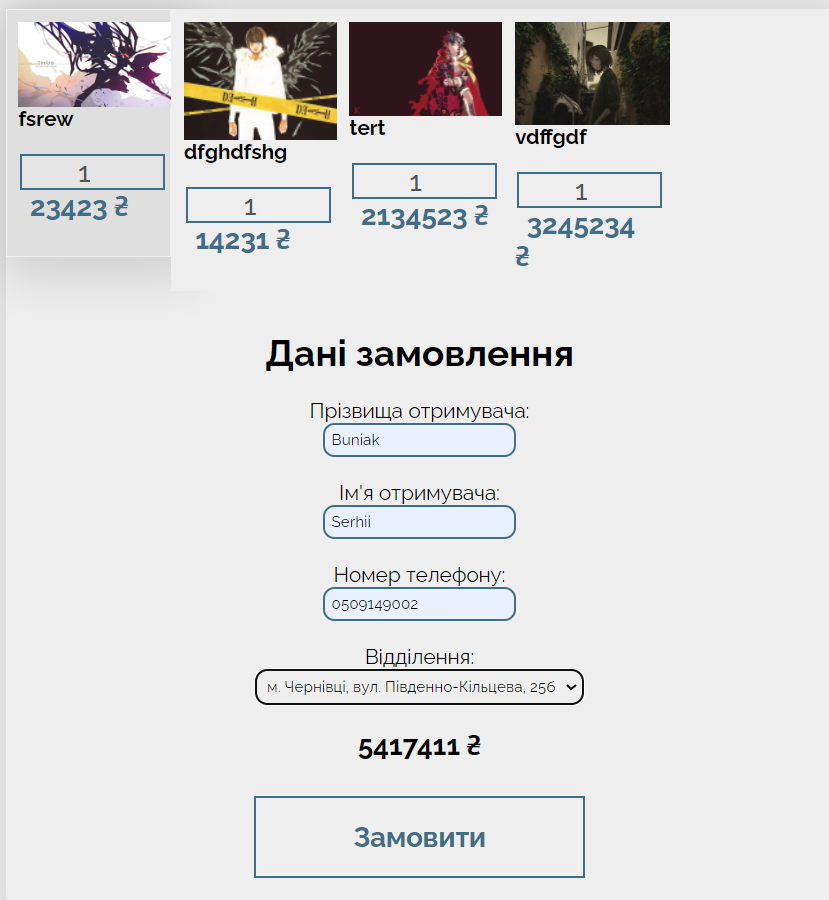 fsrew
1
23423 ₴
dfghdfshg
1
14231 ₴
tert
1
2134523 ₴
vdffgdf
1
3245234
₴
Дані замовлення
Прізвища отримувача:
Buniak
Ім'я отримувача:
Serhii
Номер телефону:
0509149002
Відділення:
м. Чернівці, вул. Південно-Кільцева, 25б
5417411 ₴
Замовити